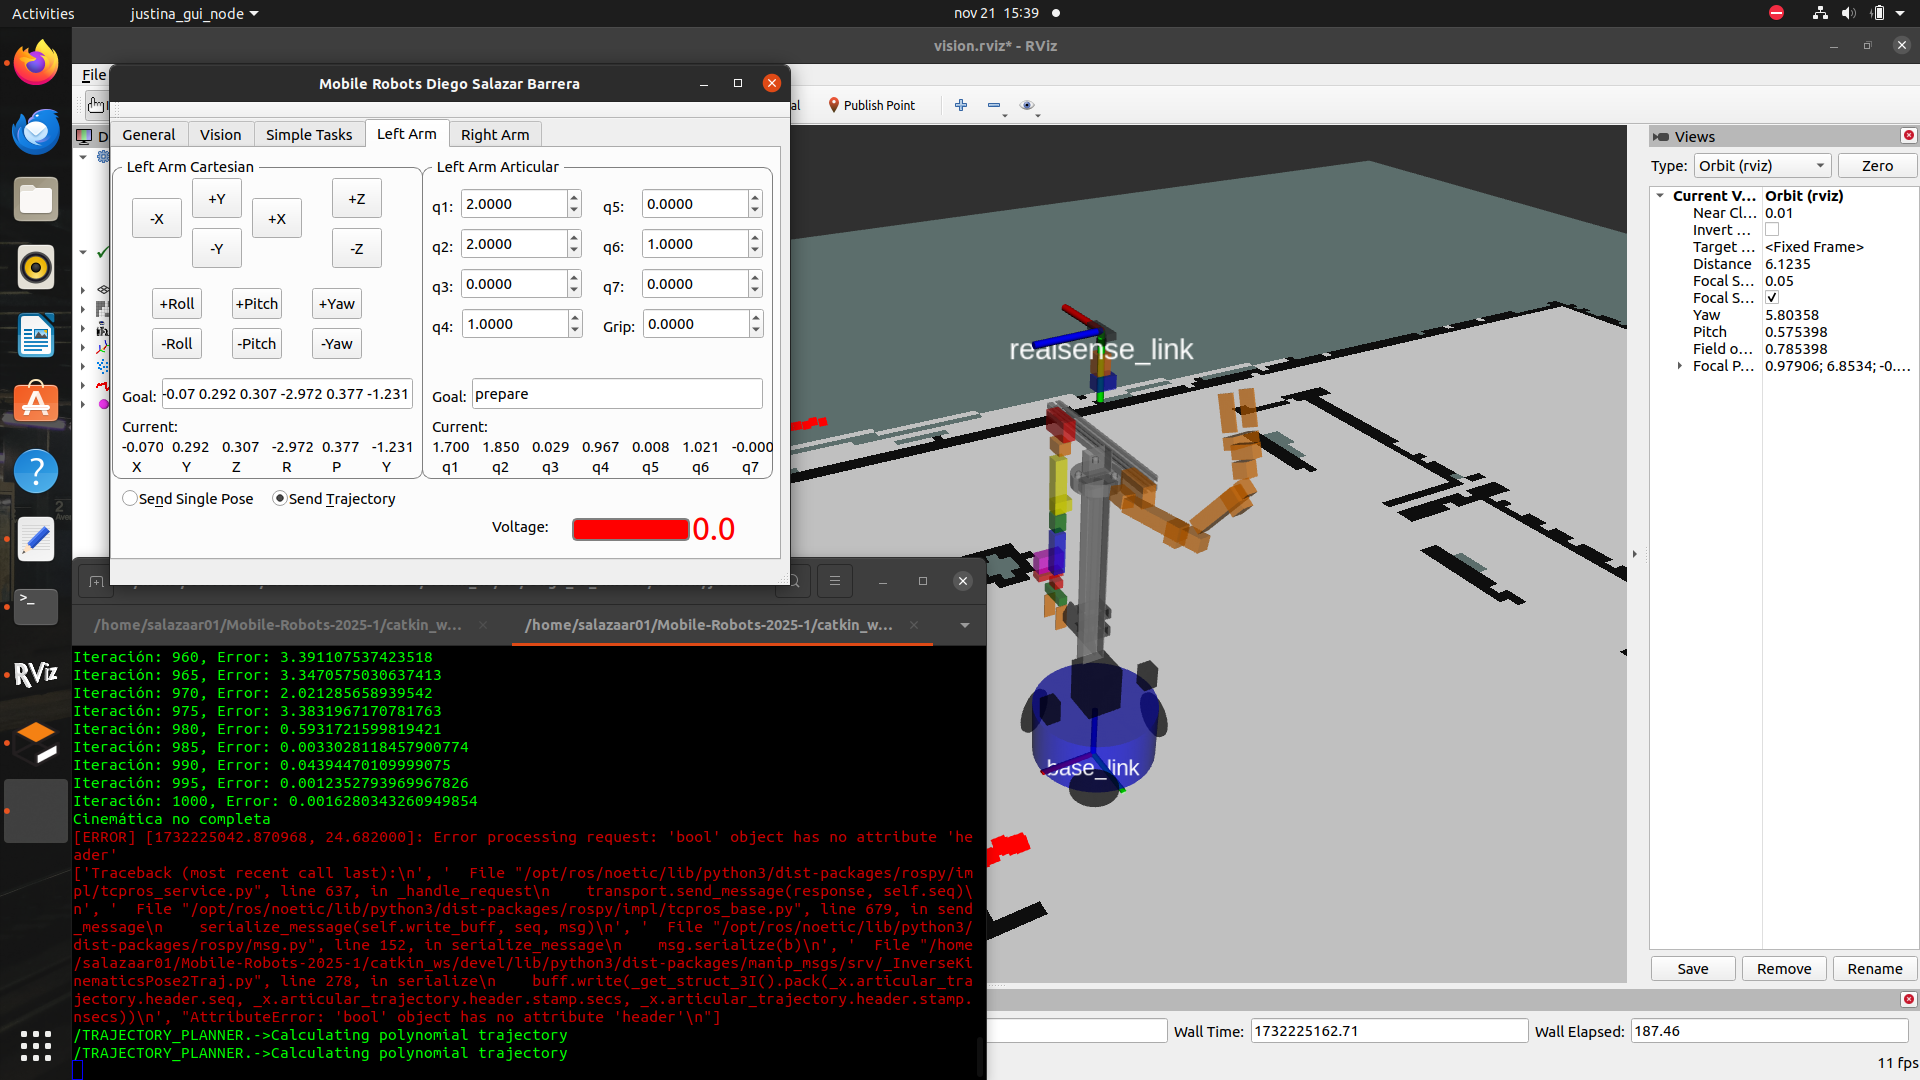 Activities
justina_gui_node
nov 21 15:39
vision.rviz* - RViz
File
Mobile Robots Diego Salazar Barrera
Publish Point
General
Vision
Simple Tasks
Left Arm
Right Arm
Left Arm Cartesian
+Y
+Z
-X
+X
-Y
-Z
+Roll
+Pitch
+Yaw
-Roll
-Pitch
-Yaw
Goal: -0.07 0.292 0.307 -2.972 0.377 -1.231
Current:
-0.070 0.292 0.307 -2.972 0.377 -1.231
X Y Z R P Y
Left Arm Articular
q1: 2.0000 q5: 0.0000
q2: 2.0000 q6: 1.0000
q3: 0.0000 q7: 0.0000
q4: 1.0000 Grip: 0.0000
Goal: prepare
Current:
1.700 1.850 0.029 0.967 0.008 1.021 -0.000
q1 q2 q3 q4 q5 q6 q7
Send Single Pose
Send Trajectory
Voltage: 0.0
realsense_link
base_link
Views
Type: Orbit (rviz) Zero
Current V... Orbit (rviz)
Near Cl... 0.01
Invert ...
Target ... <Fixed Frame>
Distance 6.1235
Focal S... 0.05
Focal S... ✓
Yaw 5.80358
Pitch 0.575398
Field o... 0.785398
Focal P... 0.97906; 6.8534; -0....
Save
Remove
Rename
Wall Time: 1732225162.71
Wall Elapsed: 187.46
11 fps
RViz
/home/salazaar01/Mobile-Robots-2025-1/catkin_w...
/home/salazaar01/Mobile-Robots-2025-1/catkin_w...
Iteración: 960, Error: 3.391107537423518
Iteración: 965, Error: 3.3470575030637413
Iteración: 970, Error: 2.021285658939542
Iteración: 975, Error: 3.3831967170781763
Iteración: 980, Error: 0.5931721599819421
Iteración: 985, Error: 0.0033028118457900774
Iteración: 990, Error: 0.04394470109999075
Iteración: 995, Error: 0.0012352793969967826
Iteración: 1000, Error: 0.0016280343260949854
Cinemática no completa
[ERROR] [1732225042.870968, 24.682000]: Error processing request: 'bool' object has no attribute 'he
ader'
['Traceback (most recent call last):\n', '  File "/opt/ros/noetic/lib/python3/dist-packages/rospy/im
pl/tcpros_service.py", line 637, in _handle_request\n    transport.send_message(response, self.seq)\
n', '  File "/opt/ros/noetic/lib/python3/dist-packages/rospy/impl/tcpros_base.py", line 679, in send
_message\n    serialize_message(self.write_buff, seq, msg)\n', '  File "/opt/ros/noetic/lib/python3/
dist-packages/rospy/msg.py", line 152, in serialize_message\n    msg.serialize(b)\n', '  File "/home
/salazaar01/Mobile-Robots-2025-1/catkin_ws/devel/lib/python3/dist-packages/manip_msgs/srv/_InverseKi
nematicsPose2Traj.py", line 278, in serialize\n    buff.write(_get_struct_3I().pack(_x.articular_tra
jectory.header.seq, _x.articular_trajectory.header.stamp.secs, _x.articular_trajectory.header.stamp.
nsecs))\n', "AttributeError: 'bool' object has no attribute 'header'\n"]
/TRAJECTORY_PLANNER.->Calculating polynomial trajectory
/TRAJECTORY_PLANNER.->Calculating polynomial trajectory